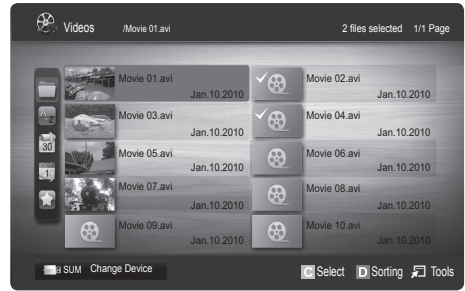 Videos /Movie 01.avi 2 files selected 1/1 Page
Movie 01.avi Movie 02.avi
Jan.10.2010 Jan.10.2010
Movie 03.avi Movie 04.avi
Jan.10.2010 Jan.10.2010
30
Movie 05.avi Movie 06.avi
Jan.10.2010 Jan.10.2010
1
Movie 07.avi Movie 08.avi
Jan.10.2010 Jan.10.2010
Movie 09.avi Movie 10.avi
Jan.10.2010 Jan.10.2010
SUM Change Device C Select D Sorting Tools